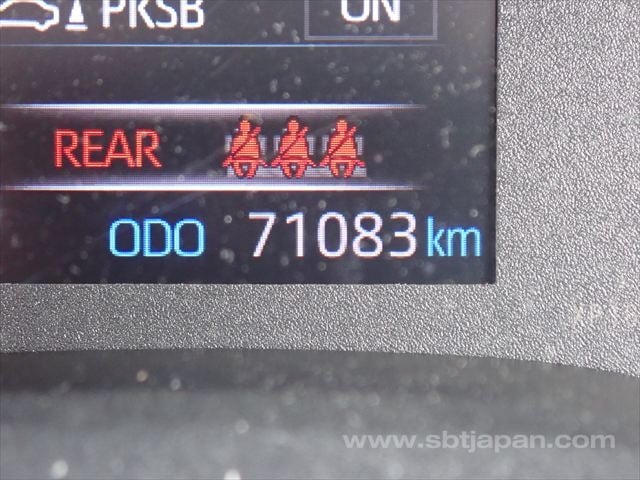 PKSB ON
REAR
ODO 71083 km
www.sbtjapan.com